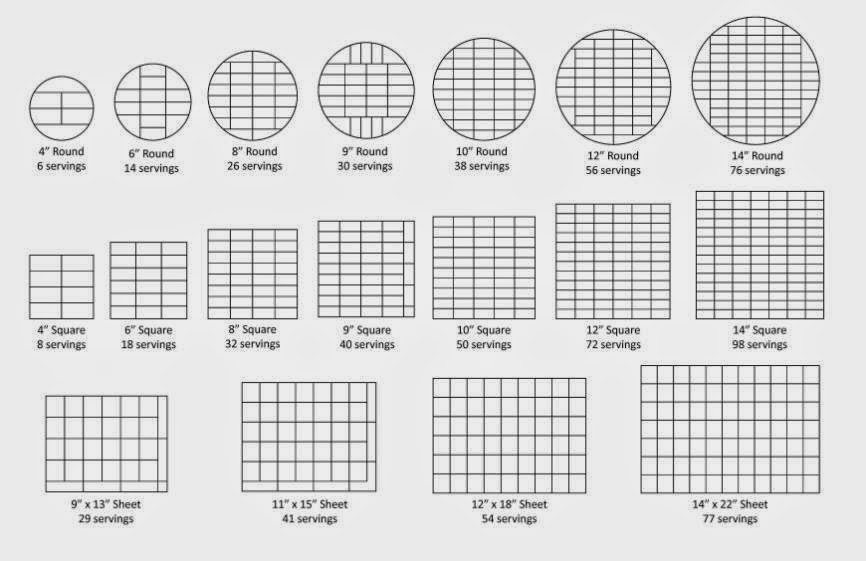 4” Round
6 servings
6” Round
14 servings
8” Round
26 servings
9” Round
30 servings
10” Round
38 servings
12” Round
56 servings
14” Round
76 servings
4” Square
8 servings
6” Square
18 servings
8” Square
32 servings
9” Square
40 servings
10” Square
50 servings
12” Square
72 servings
14” Square
98 servings
9” x 13” Sheet
29 servings
11” x 15” Sheet
41 servings
12” x 18” Sheet
54 servings
14” x 22” Sheet
77 servings